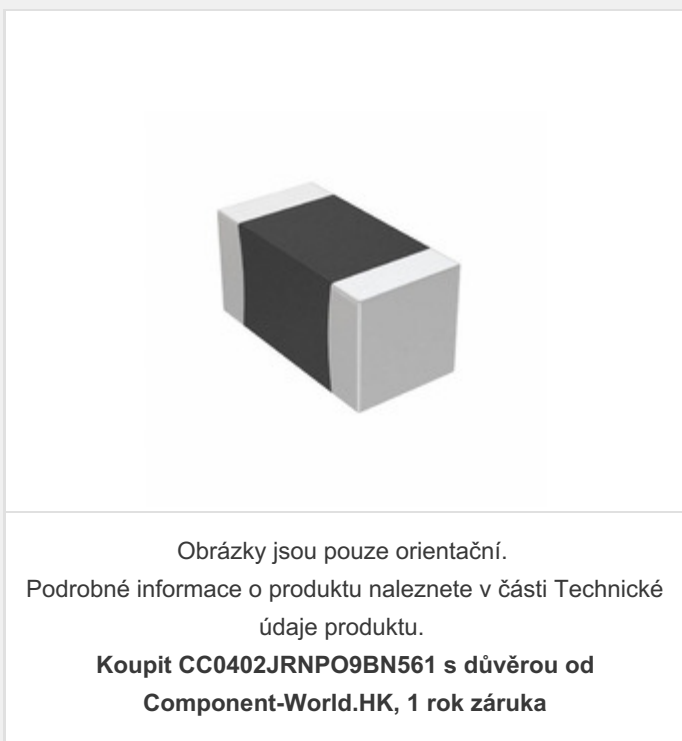 Obrázky jsou pouze orientační.
Podrobné informace o produktu naleznete v části Technické
údaje produktu.
Koupit CC0402JRNPO9BN561 s důvěrou od
Component-World.HK, 1 rok záruka